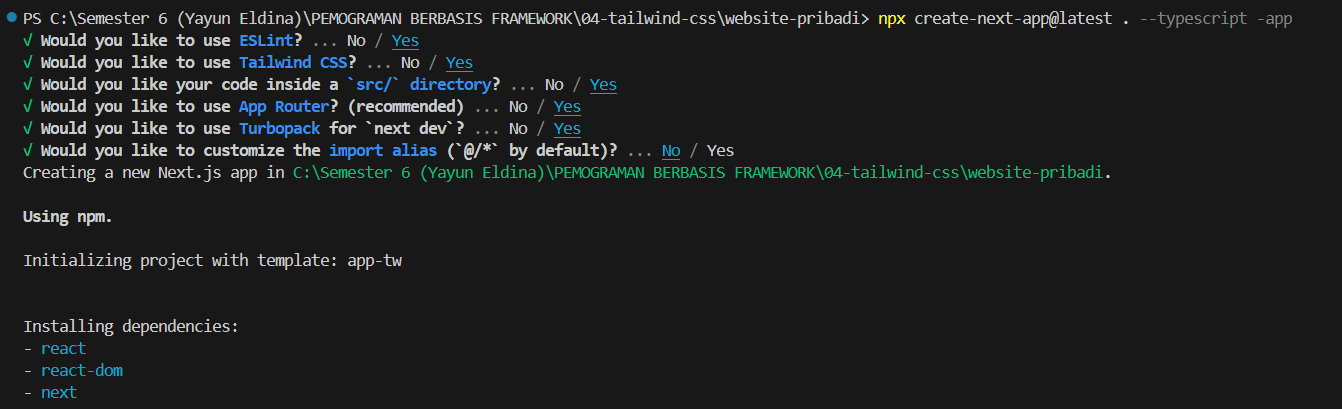 PS C:\Semester 6 (Yayun Eldina)\PEMOGRAMAN BERBASIS FRAMEWORK\04-tailwind-css\website-pribadi> npx create-next-app@latest . --typescript -app
√ Would you like to use ESLint? ... No / Yes
√ Would you like to use Tailwind CSS? ... No / Yes
√ Would you like your code inside a `src/` directory? ... No / Yes
√ Would you like to use App Router? (recommended) ... No / Yes
√ Would you like to use Turbopack for `next dev`? ... No / Yes
√ Would you like to customize the import alias (`@/*` by default)? ... No / Yes
Creating a new Next.js app in C:\Semester 6 (Yayun Eldina)\PEMOGRAMAN BERBASIS FRAMEWORK\04-tailwind-css\website-pribadi.
Using npm.
Initializing project with template: app-tw
Installing dependencies:
- react
- react-dom
- next